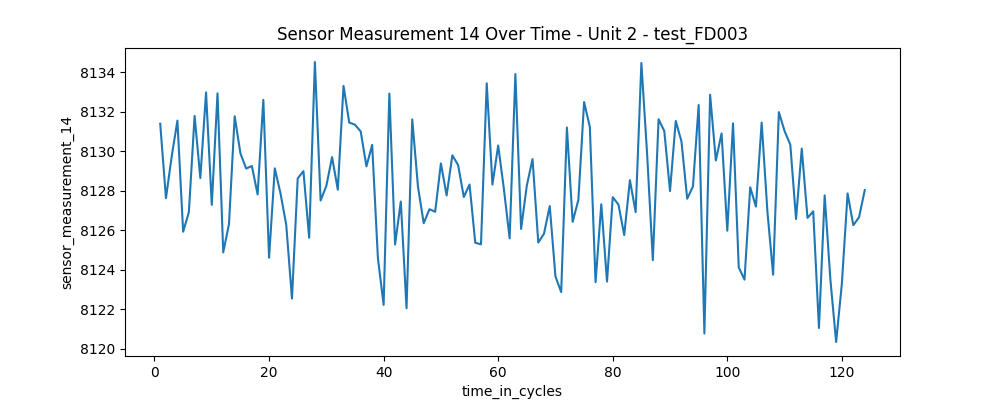 Sensor Measurement 14 Over Time - Unit 2 - test_FD003
8134
8132
8130
8128
8126
8124
8122
8120
sensor_measurement_14
0 20 40 60 80 100 120
time_in_cycles